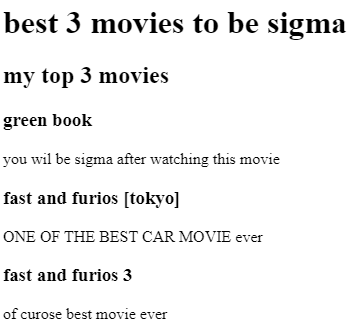 best 3 movies to be sigma
my top 3 movies
green book
you wil be sigma after watching this movie
fast and furios [tokyo]
ONE OF THE BEST CAR MOVIE ever
fast and furios 3
of curose best movie ever